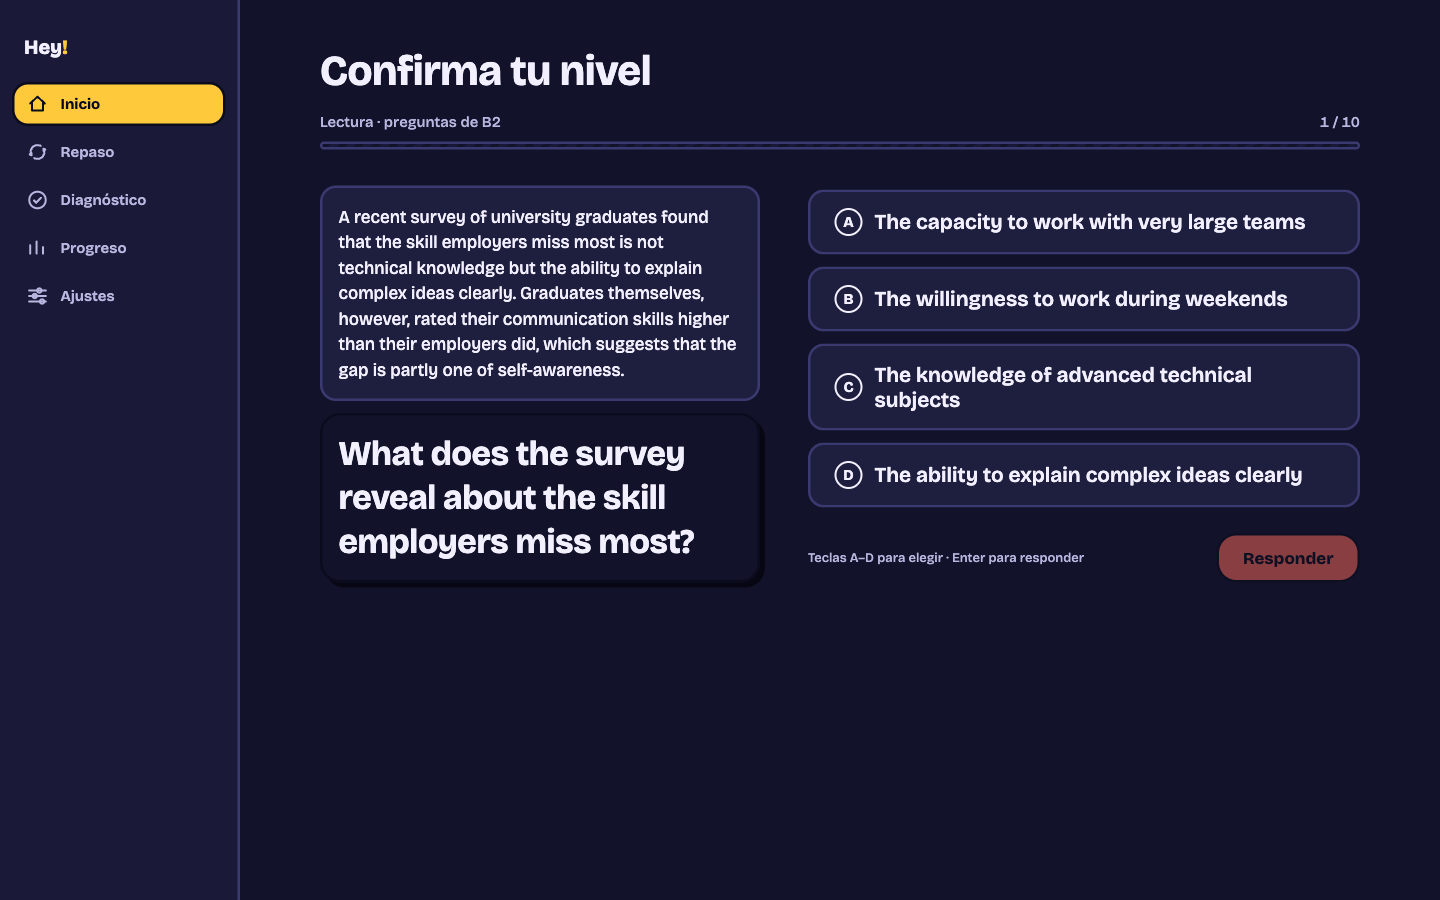 Hey!
Inicio
Repaso
Diagnóstico
Progreso
Ajustes
Confirma tu nivel
Lectura · preguntas de B2
1 / 10
A recent survey of university graduates found
that the skill employers miss most is not
technical knowledge but the ability to explain
complex ideas clearly. Graduates themselves,
however, rated their communication skills higher
than their employers did, which suggests that the
gap is partly one of self-awareness.
What does the survey
reveal about the skill
employers miss most?
A The capacity to work with very large teams
B The willingness to work during weekends
C The knowledge of advanced technical
subjects
D The ability to explain complex ideas clearly
Teclas A–D para elegir · Enter para responder
Responder